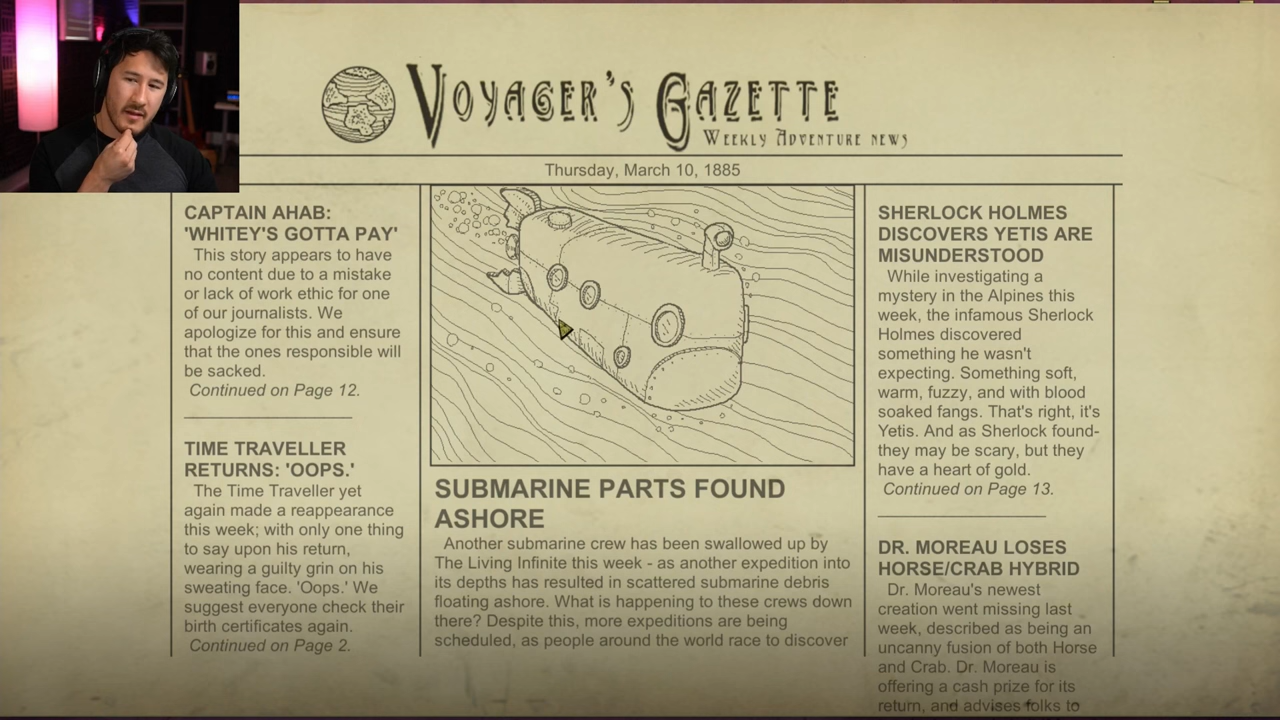 VOYAGER'S GAZETTE
WEEKLY ADVENTURE NEWS
Thursday, March 10, 1885
CAPTAIN AHAB:
'WHITEY'S GOTTA PAY'
This story appears to have
no content due to a mistake
or lack of work ethic for one
of our journalists. We
apologize for this and ensure
that the ones responsible will
be sacked.
Continued on Page 12.
TIME TRAVELLER
RETURNS: 'OOPS.'
The Time Traveller yet
again made a reappearance
this week; with only one thing
to say upon his return,
wearing a guilty grin on his
sweating face. 'Oops.' We
suggest everyone check their
birth certificates again.
Continued on Page 2.
SUBMARINE PARTS FOUND
ASHORE
Another submarine crew has been swallowed up by
The Living Infinite this week - as another expedition into
its depths has resulted in scattered submarine debris
floating ashore. What is happening to these crews down
there? Despite this, more expeditions are being
scheduled, as people around the world race to discover
SHERLOCK HOLMES
DISCOVERS YETIS ARE
MISUNDERSTOOD
While investigating a
mystery in the Alpines this
week, the infamous Sherlock
Holmes discovered
something he wasn't
expecting. Something soft,
warm, fuzzy, and with blood
soaked fangs. That's right, it's
Yetis. And as Sherlock found-
they may be scary, but they
have a heart of gold.
Continued on Page 13.
DR. MOREAU LOSES
HORSE/CRAB HYBRID
Dr. Moreau's newest
creation went missing last
week, described as being an
uncanny fusion of both Horse
and Crab. Dr. Moreau is
offering a cash prize for its
return, and advises folks to